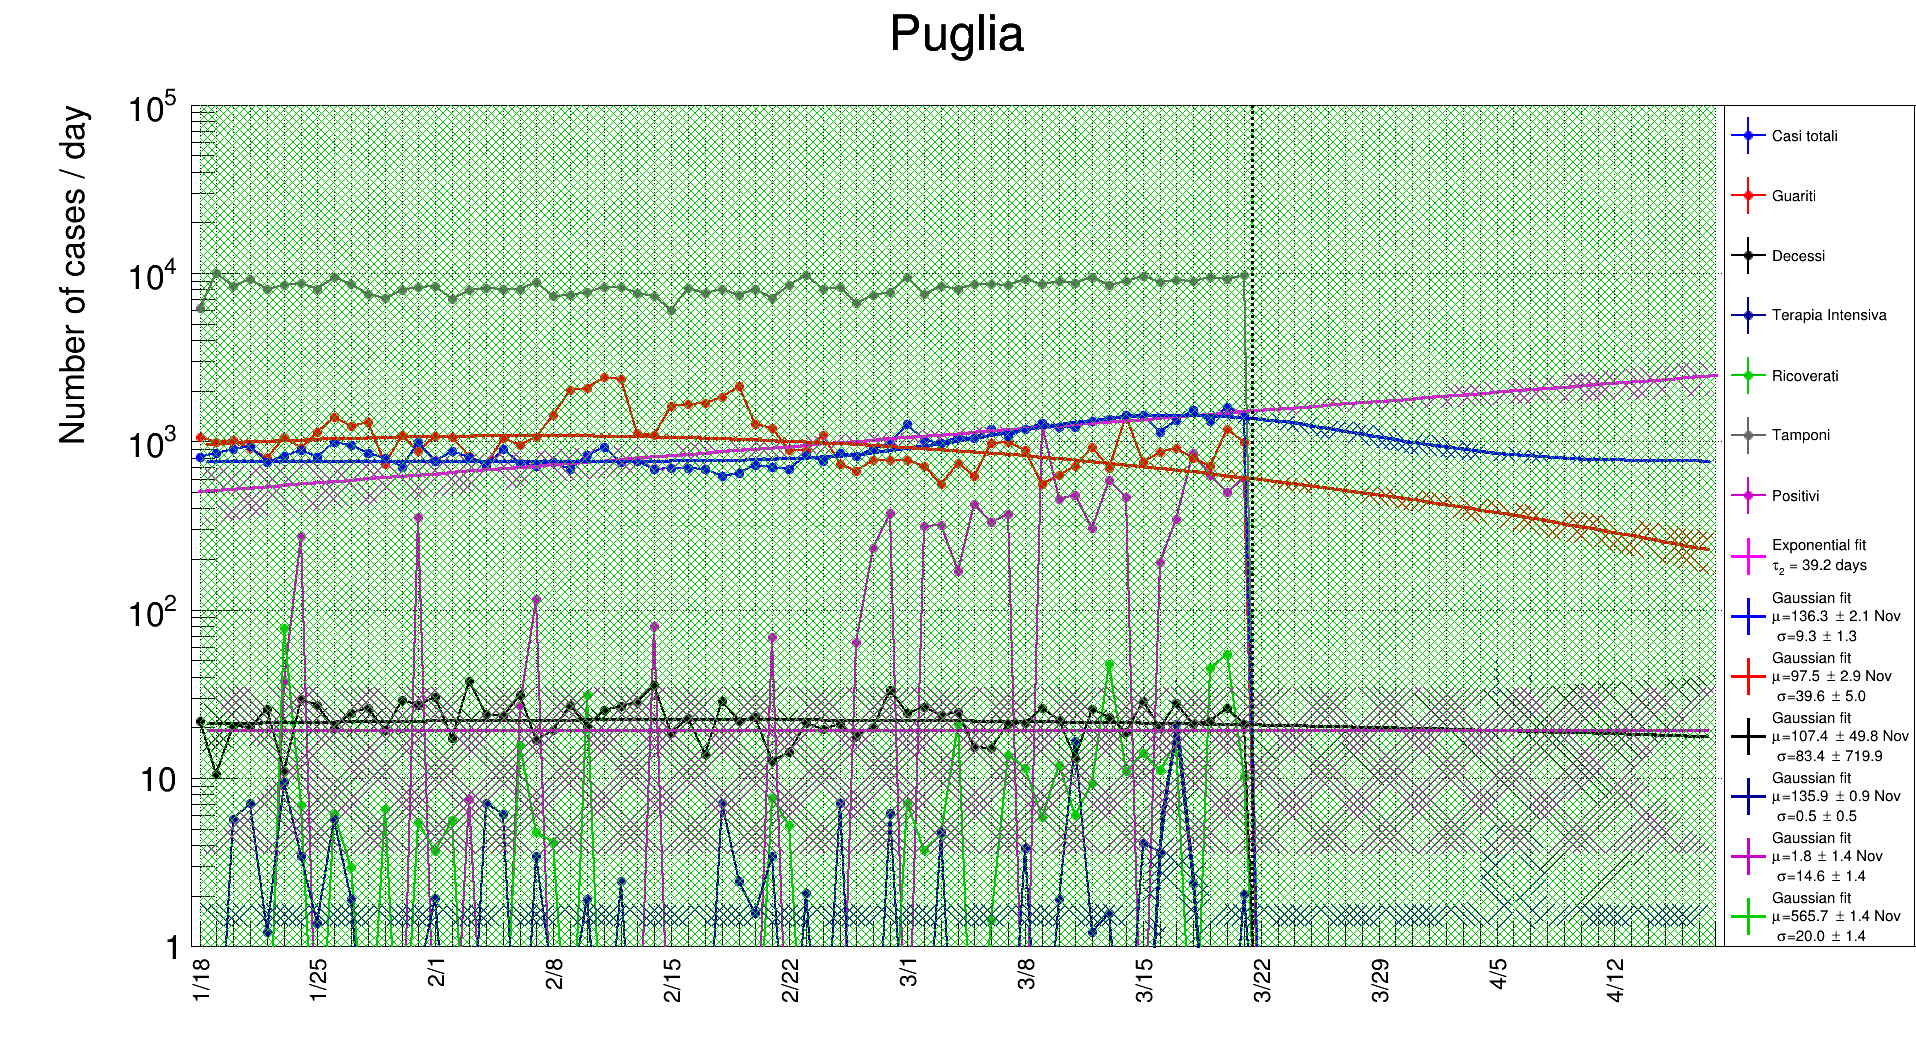 Puglia
Number of cases / day
10^5
10^4
10^3
10^2
10
1
1/18
1/25
2/1
2/8
2/15
2/22
3/1
3/8
3/15
3/22
3/29
4/5
4/12
Casi totali
Guariti
Decessi
Terapia Intensiva
Ricoverati
Tamponi
Positivi
Exponential fit
τ₂ = 39.2 days
Gaussian fit
μ=136.3 ± 2.1 Nov
σ=9.3 ± 1.3
Gaussian fit
μ=97.5 ± 2.9 Nov
σ=39.6 ± 5.0
Gaussian fit
μ=107.4 ± 49.8 Nov
σ=83.4 ± 719.9
Gaussian fit
μ=135.9 ± 0.9 Nov
σ=0.5 ± 0.5
Gaussian fit
μ=1.8 ± 1.4 Nov
σ=14.6 ± 1.4
Gaussian fit
μ=565.7 ± 1.4 Nov
σ=20.0 ± 1.4